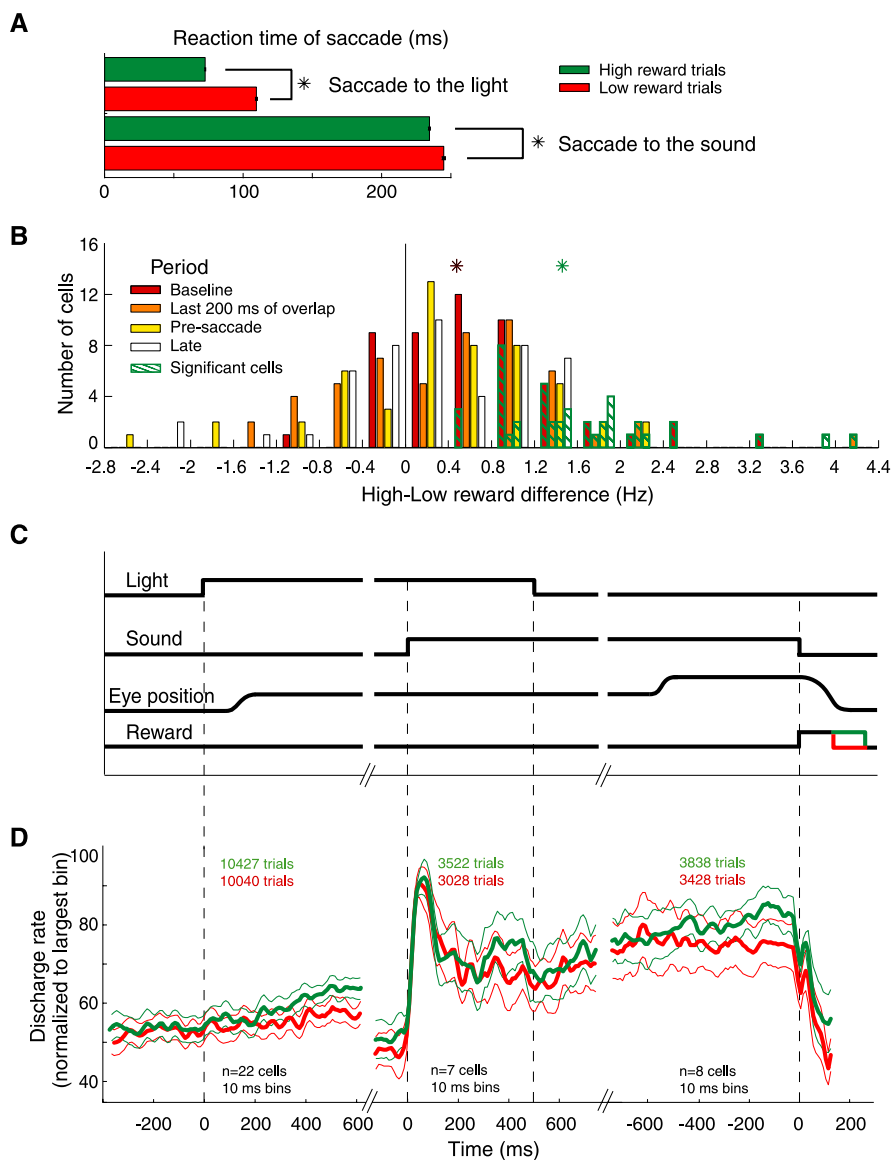 A
Reaction time of saccade (ms)
✳ Saccade to the light
✳ Saccade to the sound
High reward trials
Low reward trials
0 100 200
B
Number of cells
16
12
8
4
0
Period
Baseline
Last 200 ms of overlap
Pre-saccade
Late
Significant cells
✳ ✳
-2.8 -2.4 -2 -1.6 -1.2 -0.8 -0.4 0 0.4 0.8 1.2 1.6 2 2.4 2.8 3.2 3.6 4 4.4
High-Low reward difference (Hz)
C
Light
Sound
Eye position
Reward
D
Discharge rate
(normalized to largest bin)
100
80
60
40
10427 trials
10040 trials
3522 trials
3028 trials
3838 trials
3428 trials
n=22 cells
10 ms bins
n=7 cells
10 ms bins
n=8 cells
10 ms bins
-200 0 200 400 600 0 200 400 600 -600 -400 -200 0 200
Time (ms)